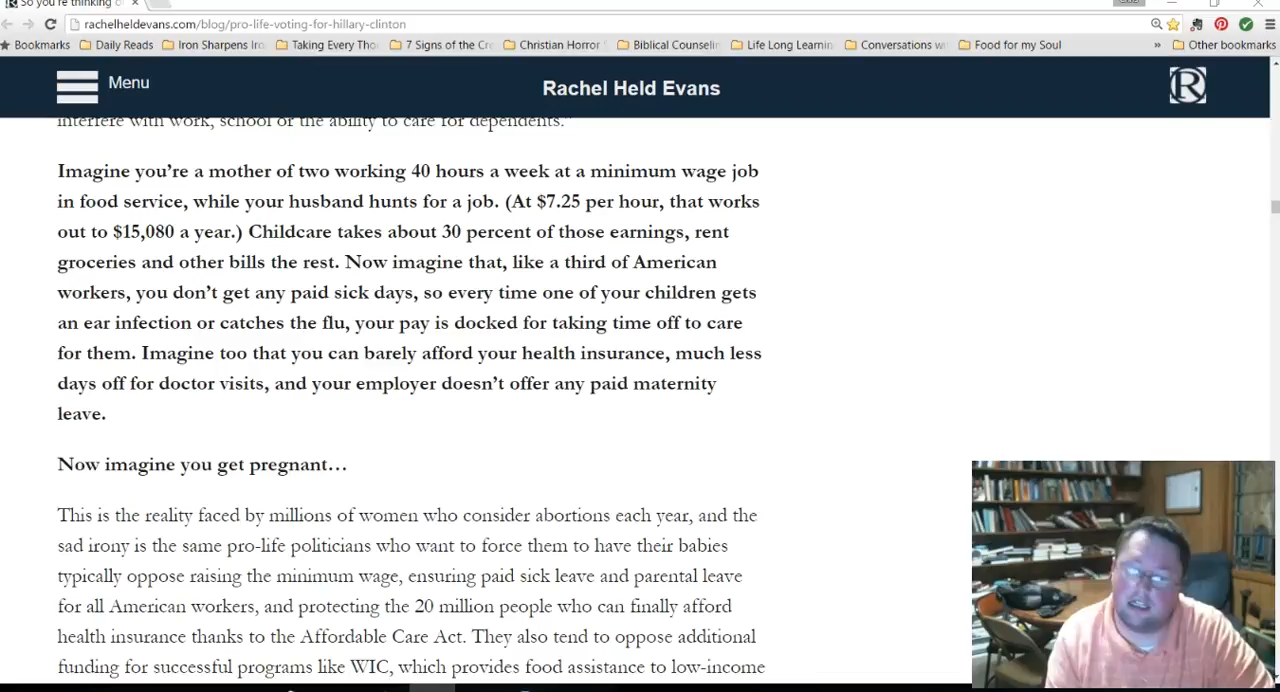 So you're thinking o
rachelheldevans.com/blog/pro-life-voting-for-hillary-clinton
Bookmarks Daily Reads Iron Sharpens Iro Taking Every Tho 7 Signs of the Cre Christian Horror Biblical Counselin Life Long Learnin Conversations w Food for my Soul » Other bookmarks
Menu Rachel Held Evans R
interfere with work, school or the ability to care for dependents."
Imagine you're a mother of two working 40 hours a week at a minimum wage job
in food service, while your husband hunts for a job. (At $7.25 per hour, that works
out to $15,080 a year.) Childcare takes about 30 percent of those earnings, rent
groceries and other bills the rest. Now imagine that, like a third of American
workers, you don't get any paid sick days, so every time one of your children gets
an ear infection or catches the flu, your pay is docked for taking time off to care
for them. Imagine too that you can barely afford your health insurance, much less
days off for doctor visits, and your employer doesn't offer any paid maternity
leave.
Now imagine you get pregnant…
This is the reality faced by millions of women who consider abortions each year, and the
sad irony is the same pro-life politicians who want to force them to have their babies
typically oppose raising the minimum wage, ensuring paid sick leave and parental leave
for all American workers, and protecting the 20 million people who can finally afford
health insurance thanks to the Affordable Care Act. They also tend to oppose additional
funding for successful programs like WIC, which provides food assistance to low-income